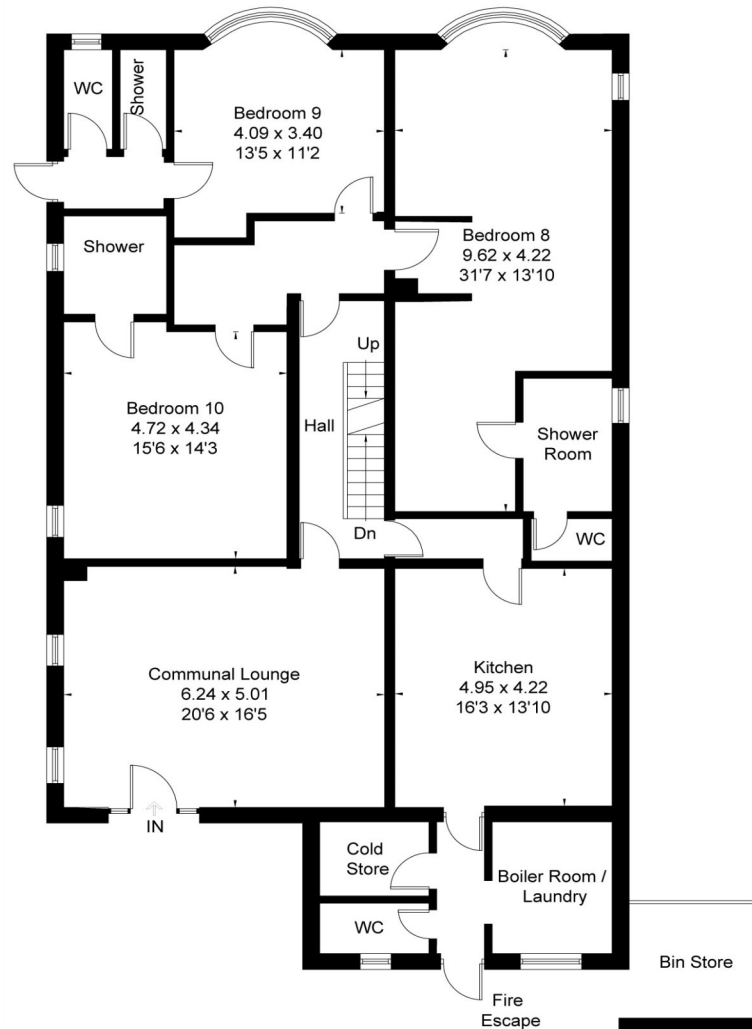 WC
Shower
Bedroom 9
4.09 x 3.40
13'5 x 11'2
Shower
Bedroom 8
9.62 x 4.22
31'7 x 13'10
Up
Bedroom 10
4.72 x 4.34
15'6 x 14'3
Hall
Shower
Room
Dn
WC
Communal Lounge
6.24 x 5.01
20'6 x 16'5
Kitchen
4.95 x 4.22
16'3 x 13'10
IN
Cold
Store
Boiler Room /
Laundry
WC
Bin Store
Fire
Escape